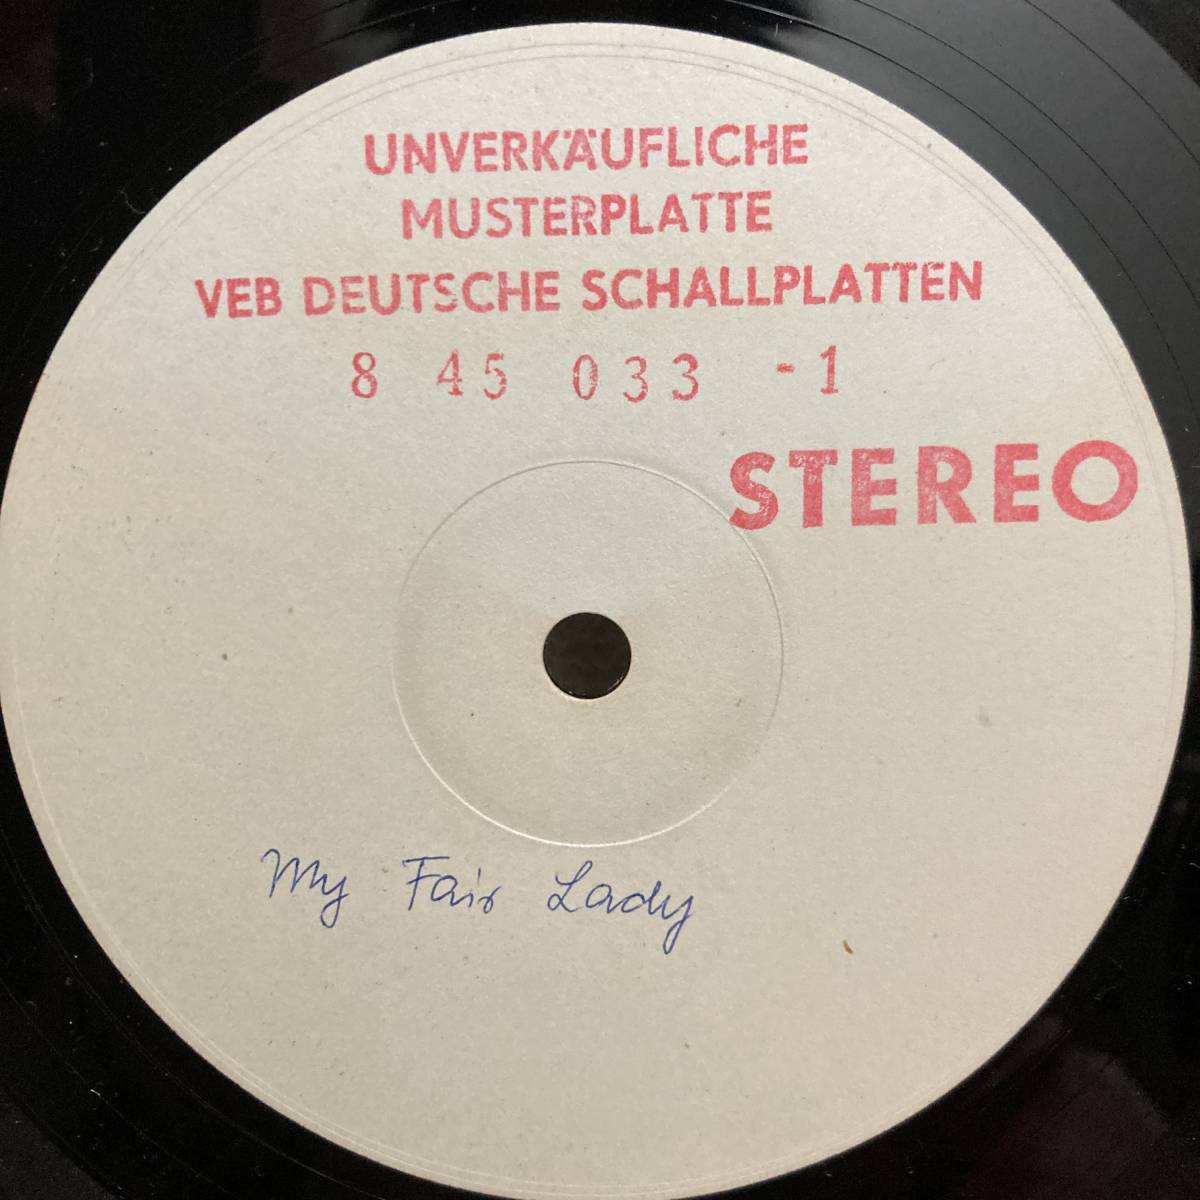 UNVERKÄUFLICHE
MUSTERPLATTE
VEB DEUTSCHE SCHALLPLATTEN
8 45 033 -1
STEREO
My Fair Lady